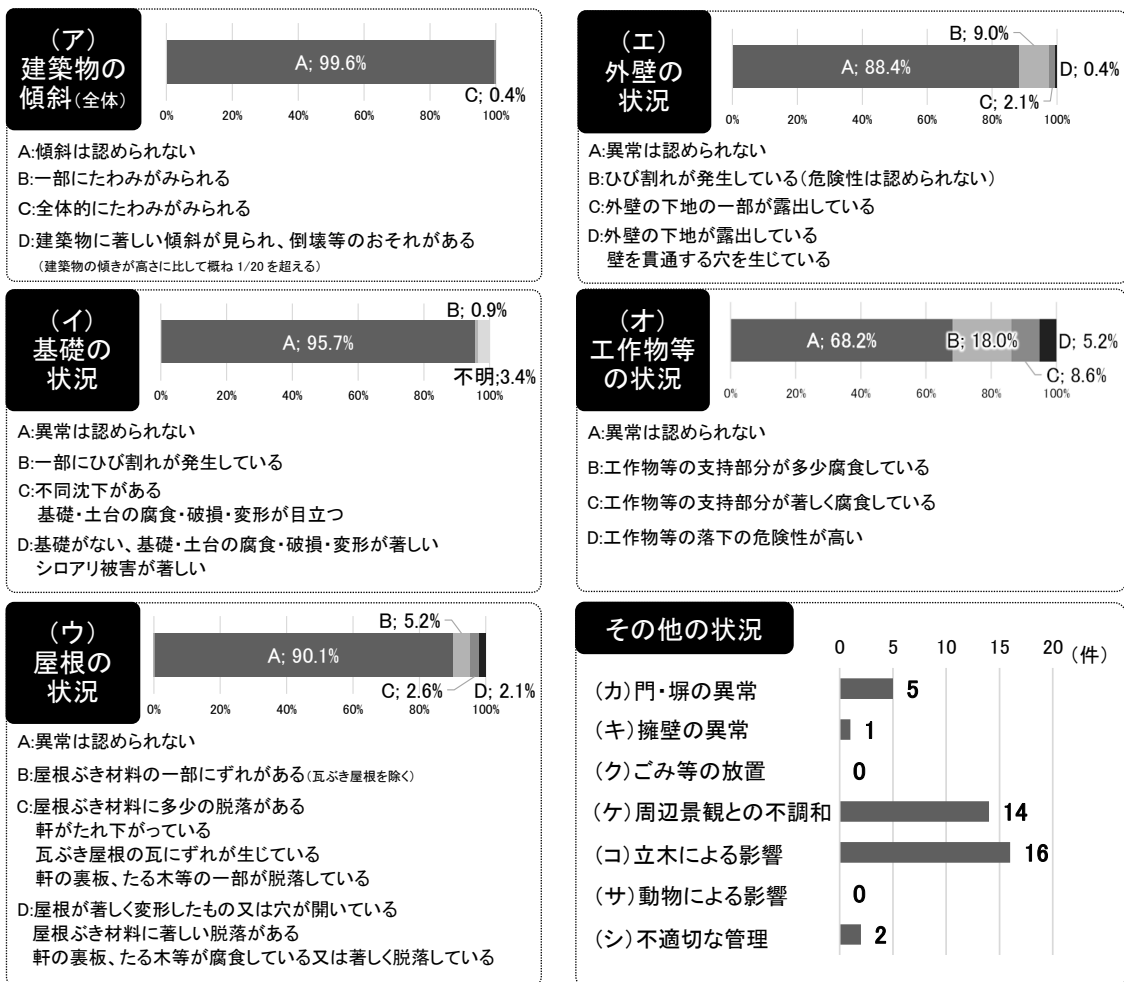 (ア)
建築物の
傾斜(全体)
A; 99.6%
C; 0.4%
0% 20% 40% 60% 80% 100%
A:傾斜は認められない
B:一部にたわみがみられる
C:全体的にたわみがみられる
D:建築物に著しい傾斜が見られ、倒壊等のおそれがある
(建築物の傾きが高さに比して概ね 1/20 を超える)
(イ)
基礎の
状況
B; 0.9%
A; 95.7%
不明;3.4%
0% 20% 40% 60% 80% 100%
A:異常は認められない
B:一部にひび割れが発生している
C:不同沈下がある
基礎・土台の腐食・破損・変形が目立つ
D:基礎がない、基礎・土台の腐食・破損・変形が著しい
シロアリ被害が著しい
(ウ)
屋根の
状況
B; 5.2%
A; 90.1%
C; 2.6% D; 2.1%
0% 20% 40% 60% 80% 100%
A:異常は認められない
B:屋根ぶき材料の一部にずれがある(瓦ぶき屋根を除く)
C:屋根ぶき材料に多少の脱落がある
軒がたれ下がっている
瓦ぶき屋根の瓦にずれが生じている
軒の裏板、たる木等の一部が脱落している
D:屋根が著しく変形したもの又は穴が開いている
屋根ぶき材料に著しい脱落がある
軒の裏板、たる木等が腐食している又は著しく脱落している
(エ)
外壁の
状況
B; 9.0%
A; 88.4%
D; 0.4%
C; 2.1%
0% 20% 40% 60% 80% 100%
A:異常は認められない
B:ひび割れが発生している(危険性は認められない)
C:外壁の下地の一部が露出している
D:外壁の下地が露出している
壁を貫通する穴を生じている
(オ)
工作物等
の状況
A; 68.2% B; 18.0% D; 5.2%
C; 8.6%
0% 20% 40% 60% 80% 100%
A:異常は認められない
B:工作物等の支持部分が多少腐食している
C:工作物等の支持部分が著しく腐食している
D:工作物等の落下の危険性が高い
その他の状況
0 5 10 15 20 (件)
(カ)門・塀の異常 5
(キ)擁壁の異常 1
(ク)ごみ等の放置 0
(ケ)周辺景観との不調和 14
(コ)立木による影響 16
(サ)動物による影響 0
(シ)不適切な管理 2